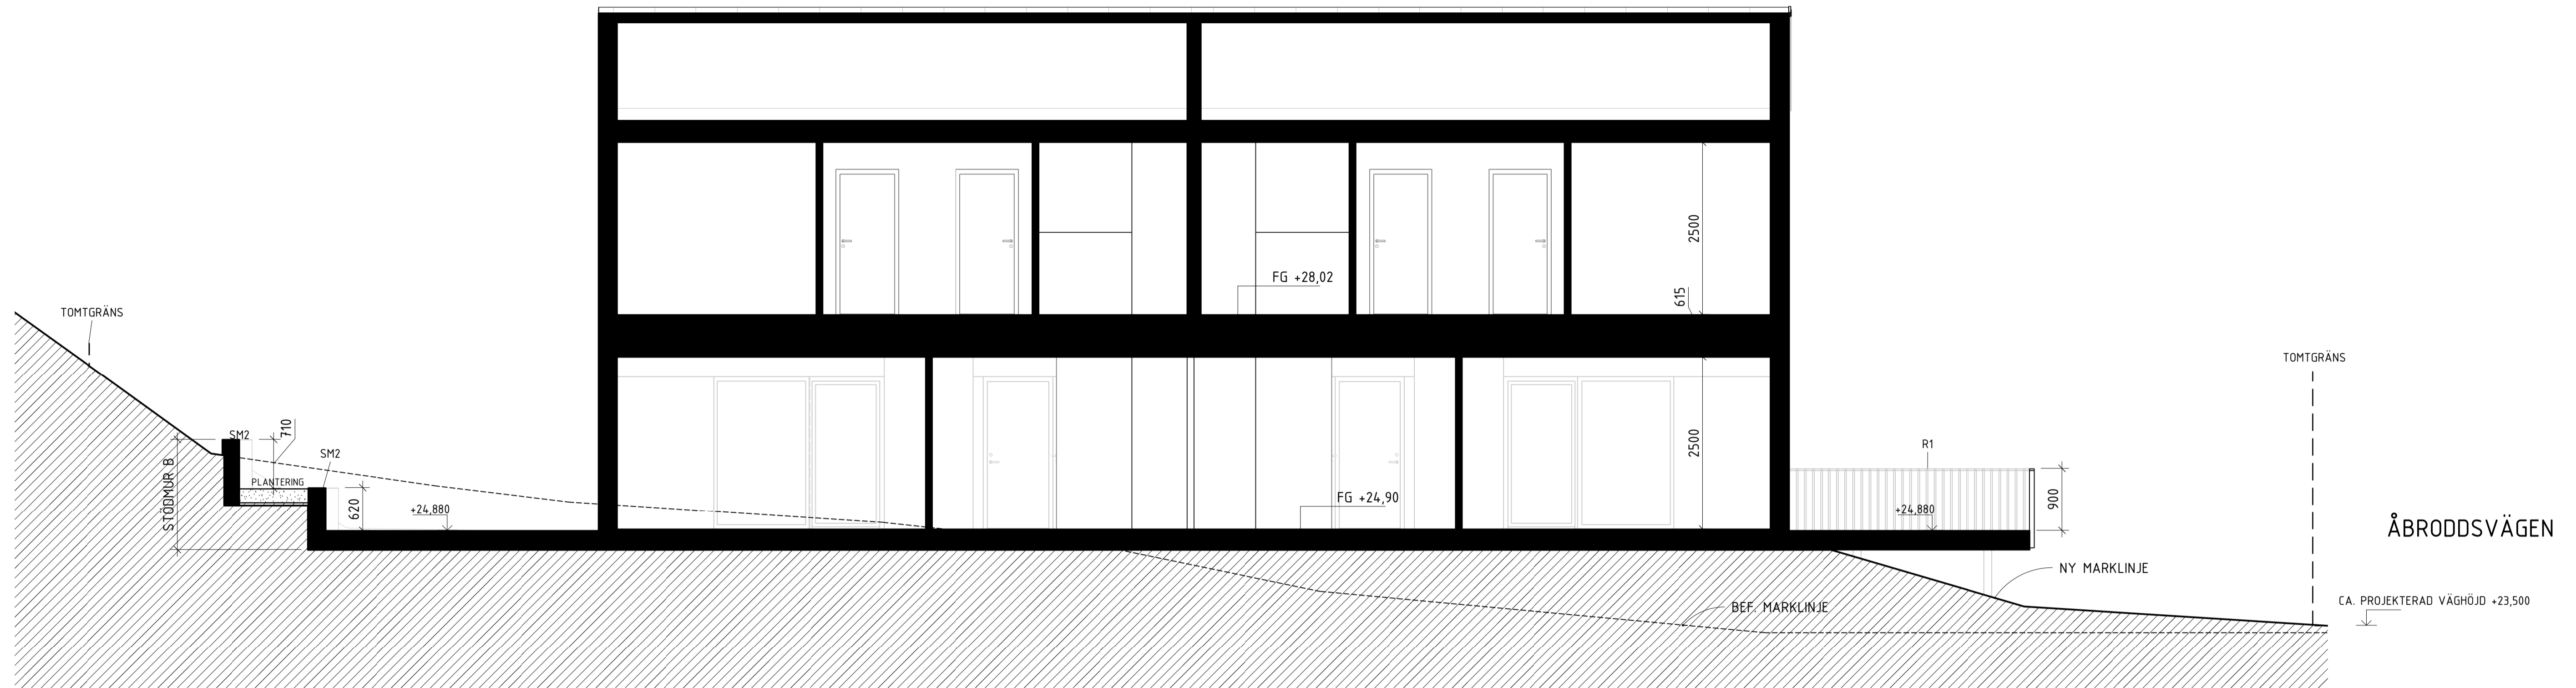 2500
FG +28,02
615
TOMTGRÄNS
TOMTGRÄNS
710
SM2
SM2
STÖDMUR B
PLANTERING
620
+24,880
2500
FG +24,90
R1
900
+24,880
ÅBRODDSVÄGEN
NY MARKLINJE
BEF. MARKLINJE
CA. PROJEKTERAD VÄGHÖJD +23,500